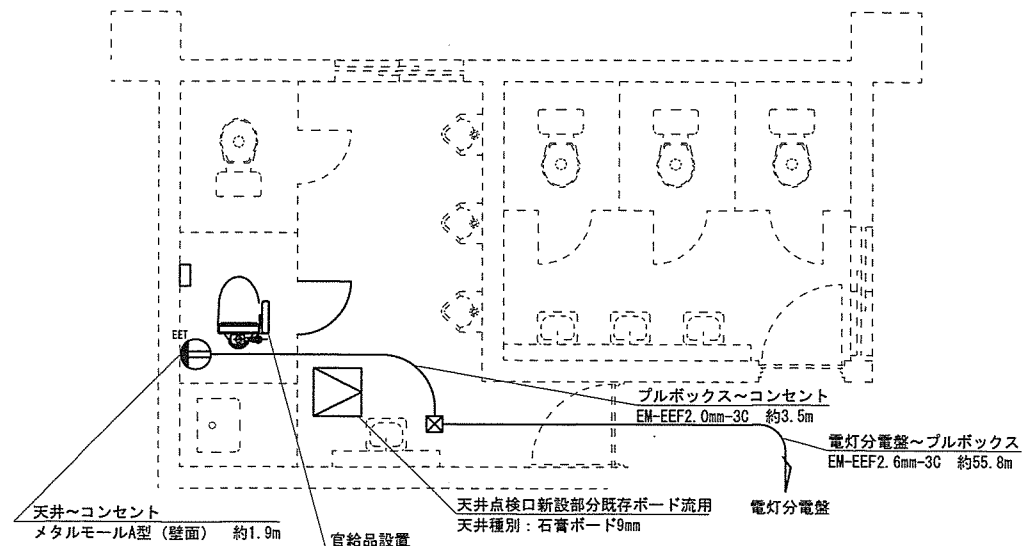 EET
プルボックス～コンセント
EM-EEF2.0mm-3C 約3.5m
電灯分電盤～プルボックス
EM-EEF2.6mm-3C 約55.8m
電灯分電盤
天井点検口新設部分既存ボード流用
天井種別：石膏ボード9mm
天井～コンセント
メタルモールA型（壁面） 約1.9m
官給品設置